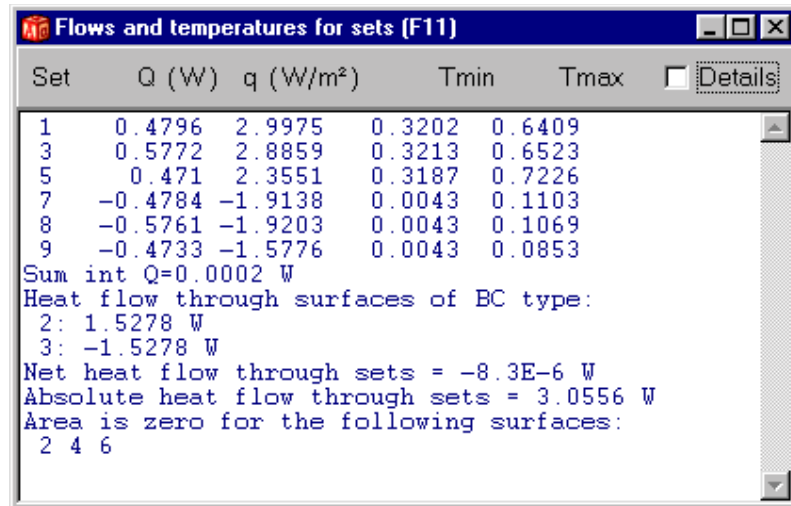 Flows and temperatures for sets (F11)
Set Q (W) q (W/m²) Tmin Tmax Details
1 0.4796 2.9975 0.3202 0.6409
3 0.5772 2.8859 0.3213 0.6523
5 0.471 2.3551 0.3187 0.7226
7 −0.4784 −1.9138 0.0043 0.1103
8 −0.5761 −1.9203 0.0043 0.1069
9 −0.4733 −1.5776 0.0043 0.0853
Sum int Q=0.0002 W
Heat flow through surfaces of BC type:
2: 1.5278 W
3: −1.5278 W
Net heat flow through sets = −8.3E−6 W
Absolute heat flow through sets = 3.0556 W
Area is zero for the following surfaces:
2 4 6